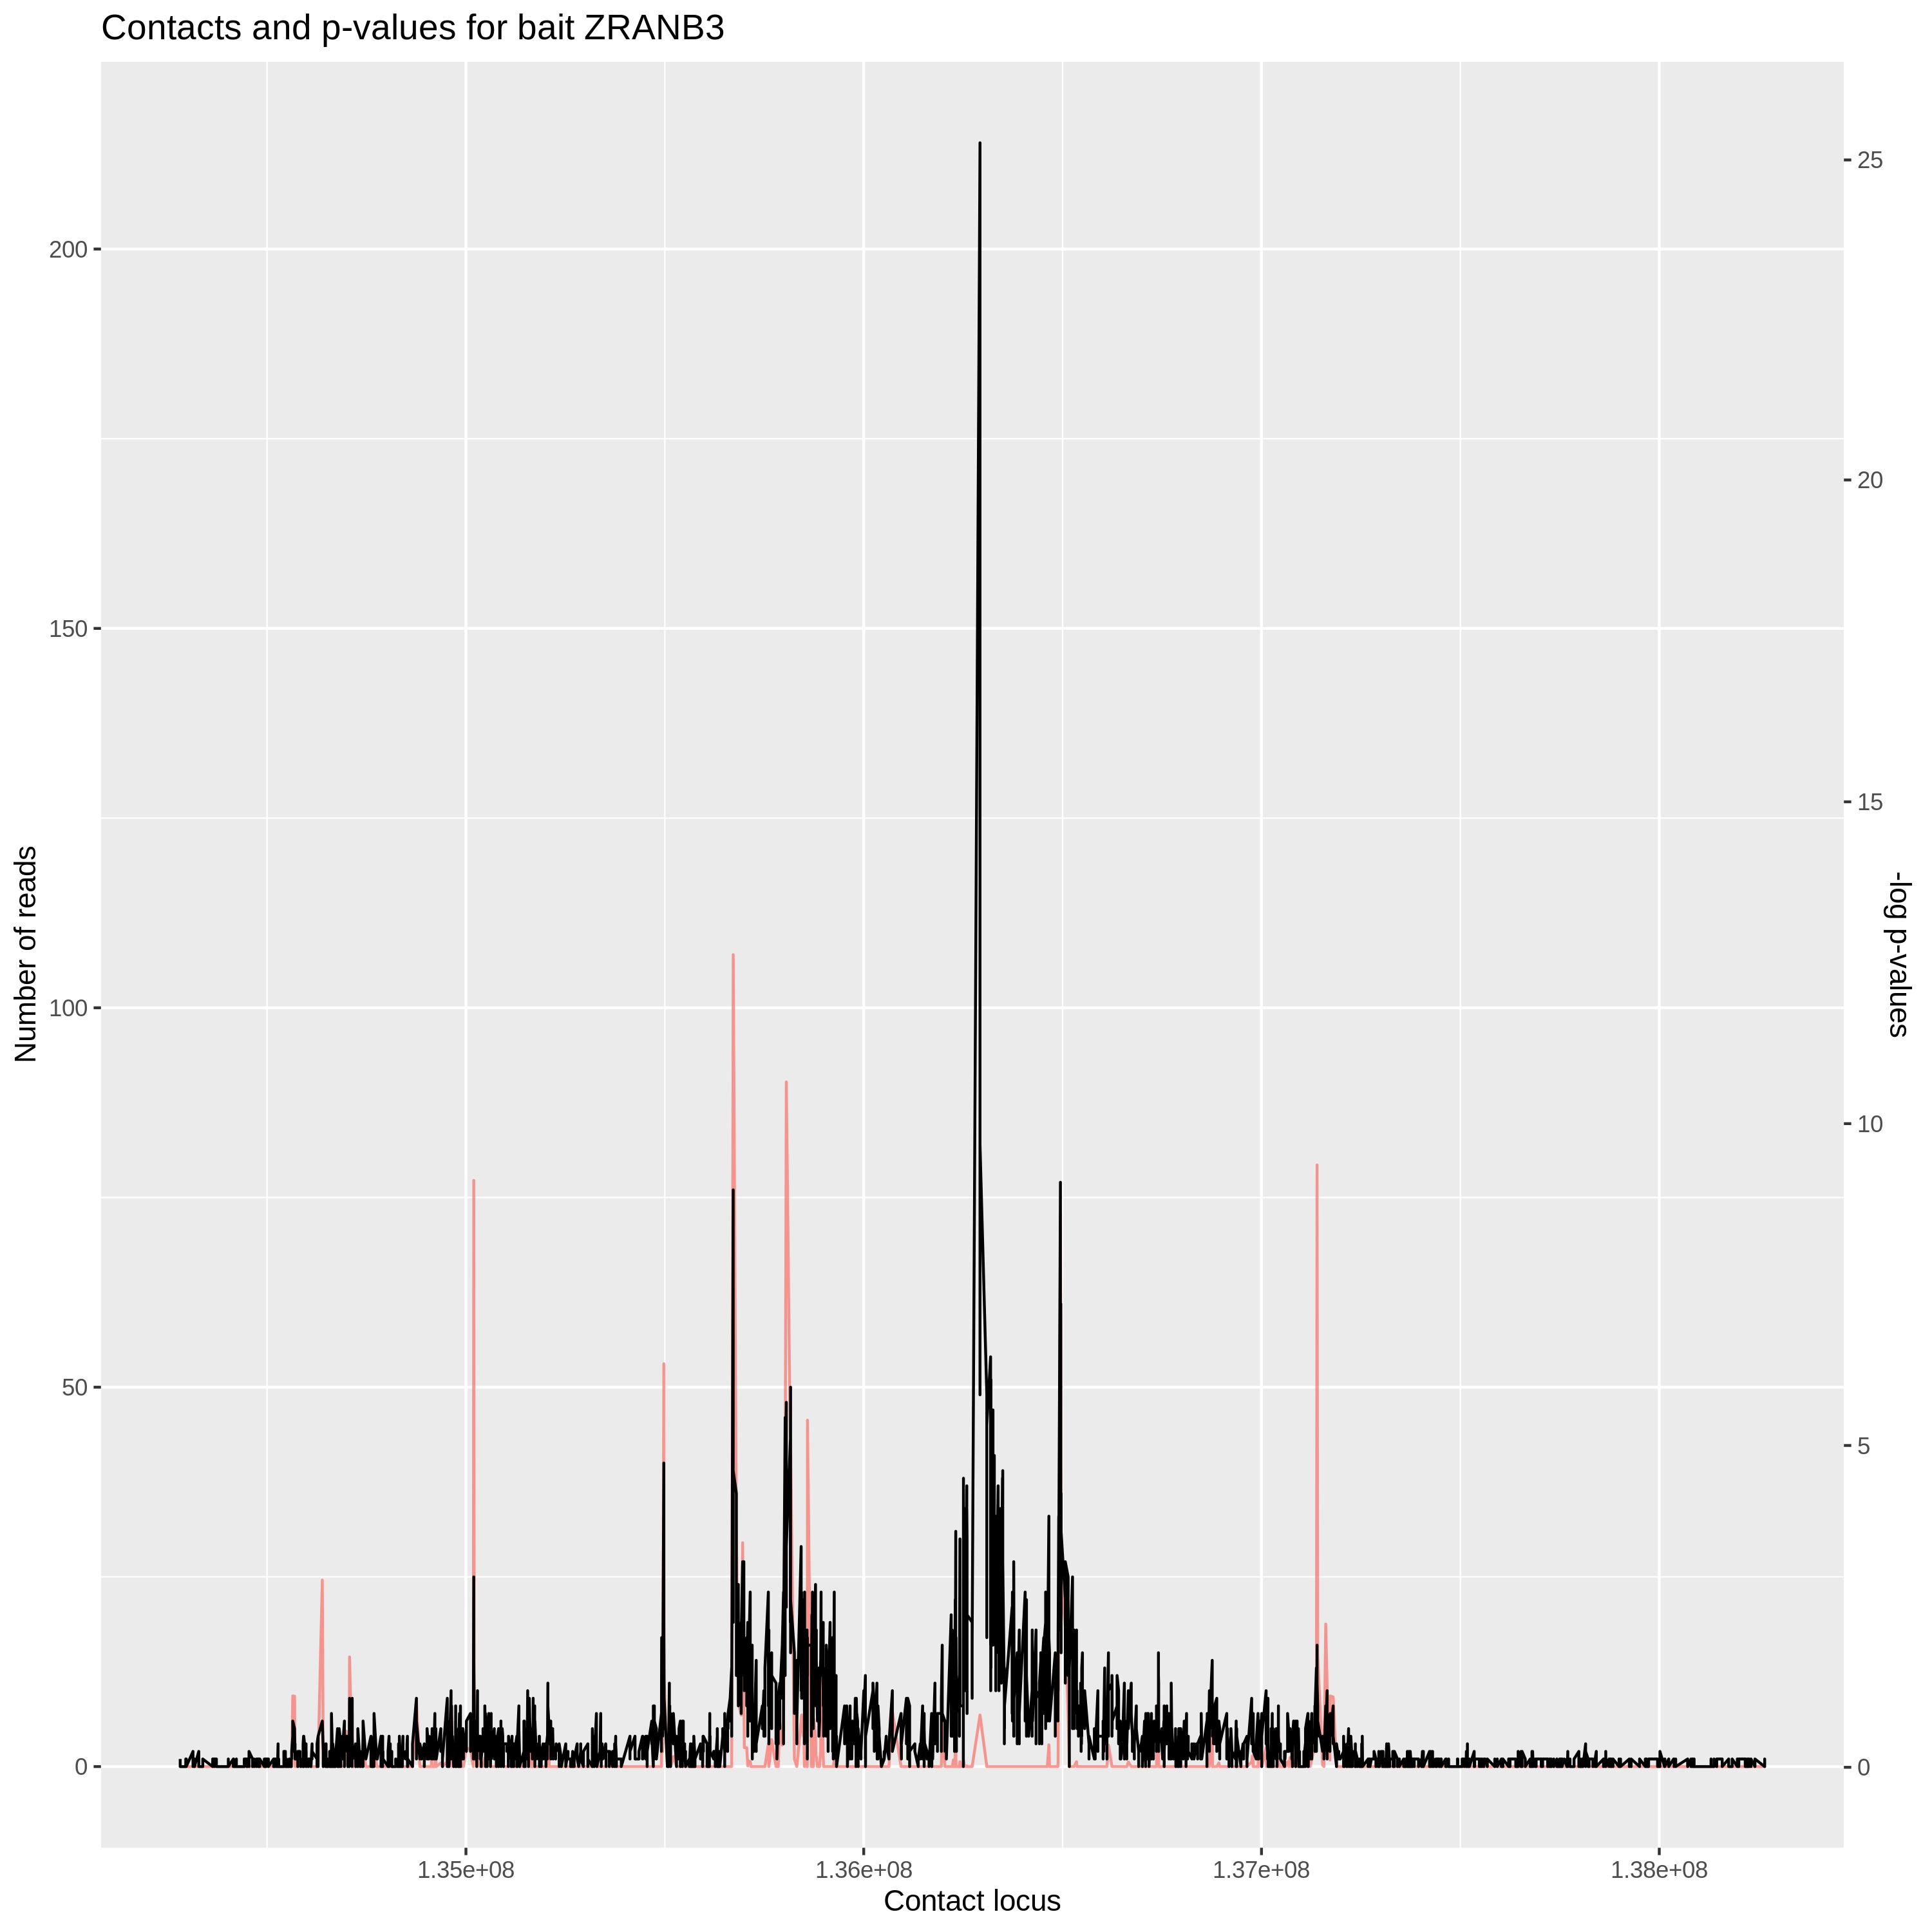 Contacts and p-values for bait ZRANB3
Number of reads
200
150
100
50
0
25
20
15
10
5
0
-log p-values
1.35e+08
1.36e+08
1.37e+08
1.38e+08
Contact locus